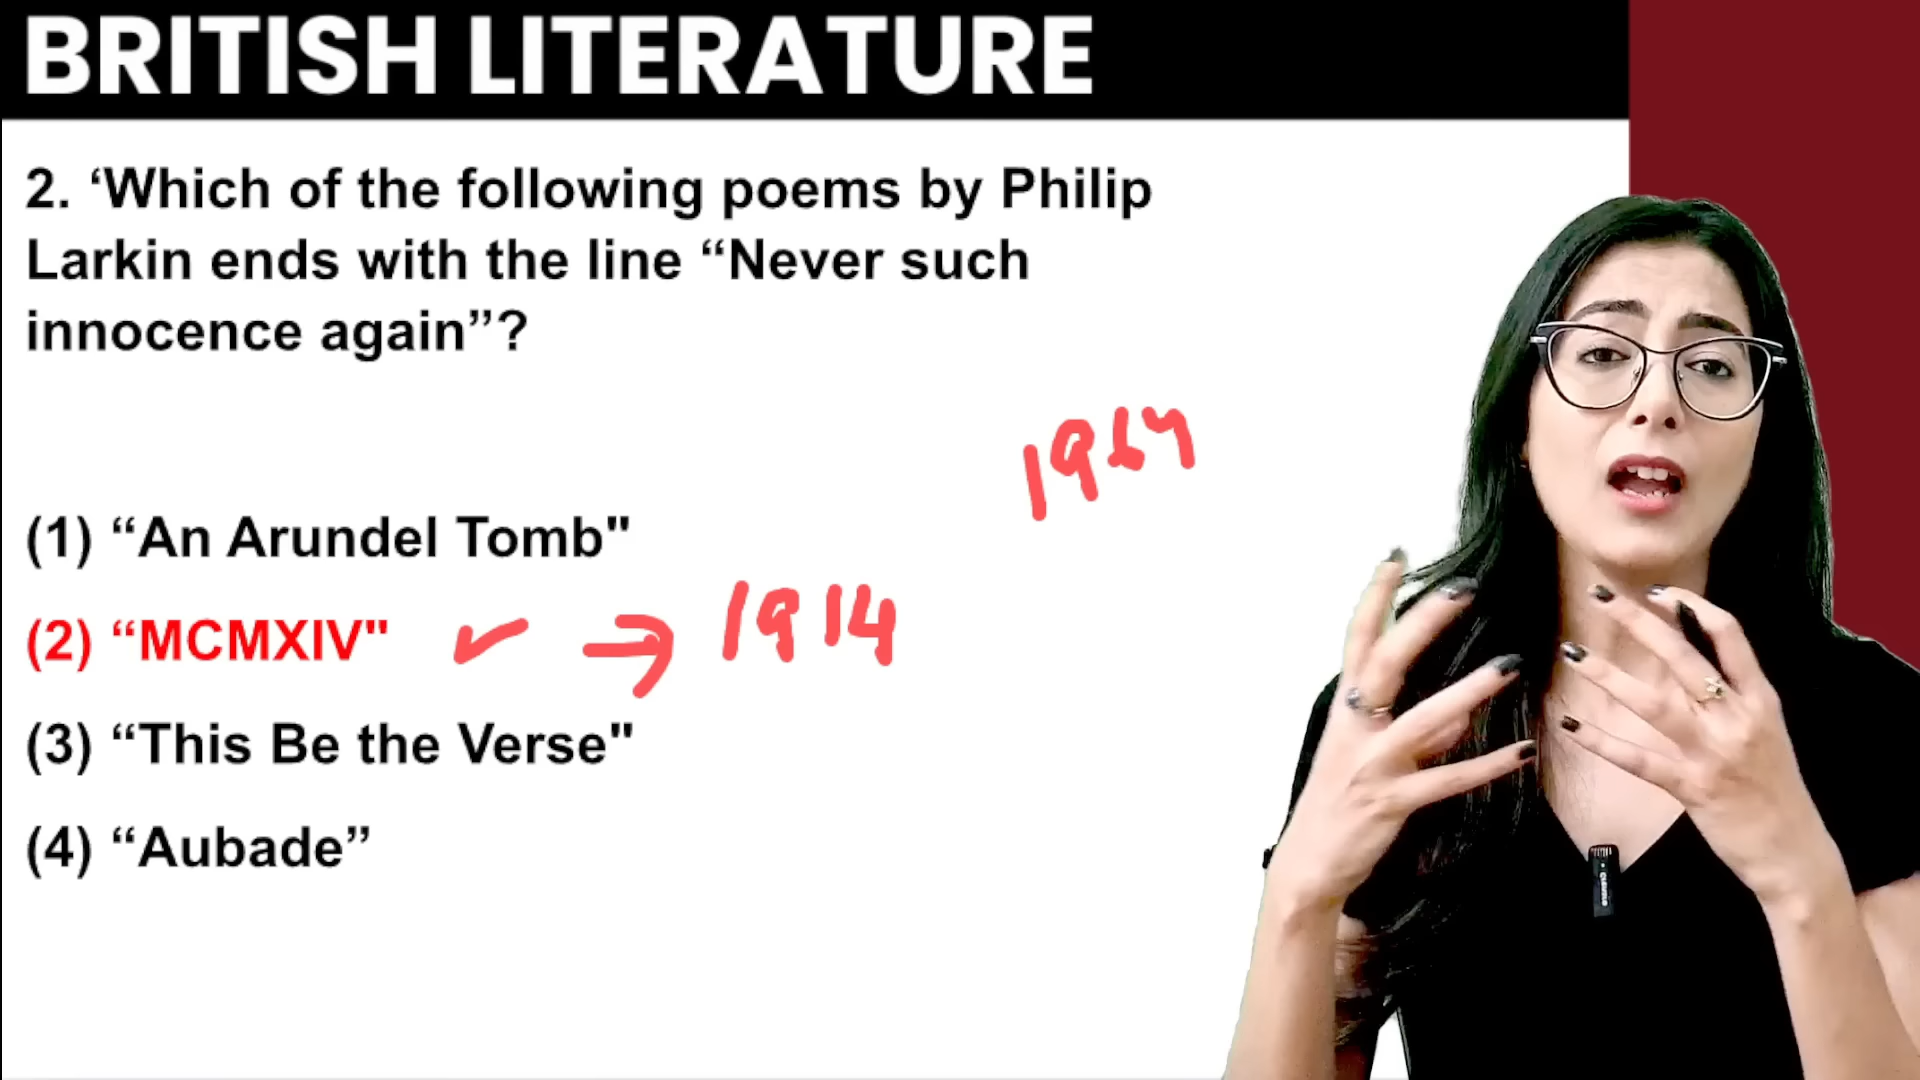 BRITISH LITERATURE
2. ‘Which of the following poems by Philip
Larkin ends with the line “Never such
innocence again”?
1964
(1) “An Arundel Tomb"
(2) “MCMXIV" ✓ → 1914
(3) “This Be the Verse"
(4) “Aubade”